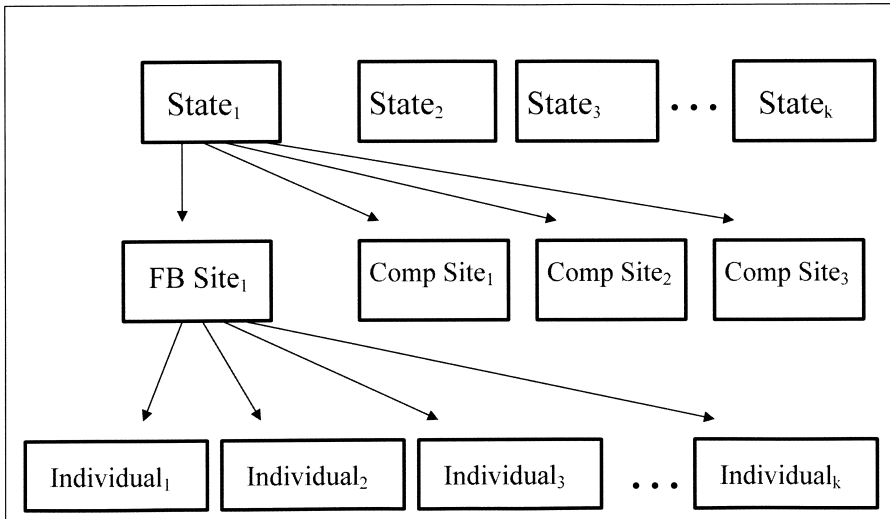 State₁ State₂ State₃ • • • Stateₖ
FB Site₁ Comp Site₁ Comp Site₂ Comp Site₃
Individual₁ Individual₂ Individual₃ • • • Individualₖ